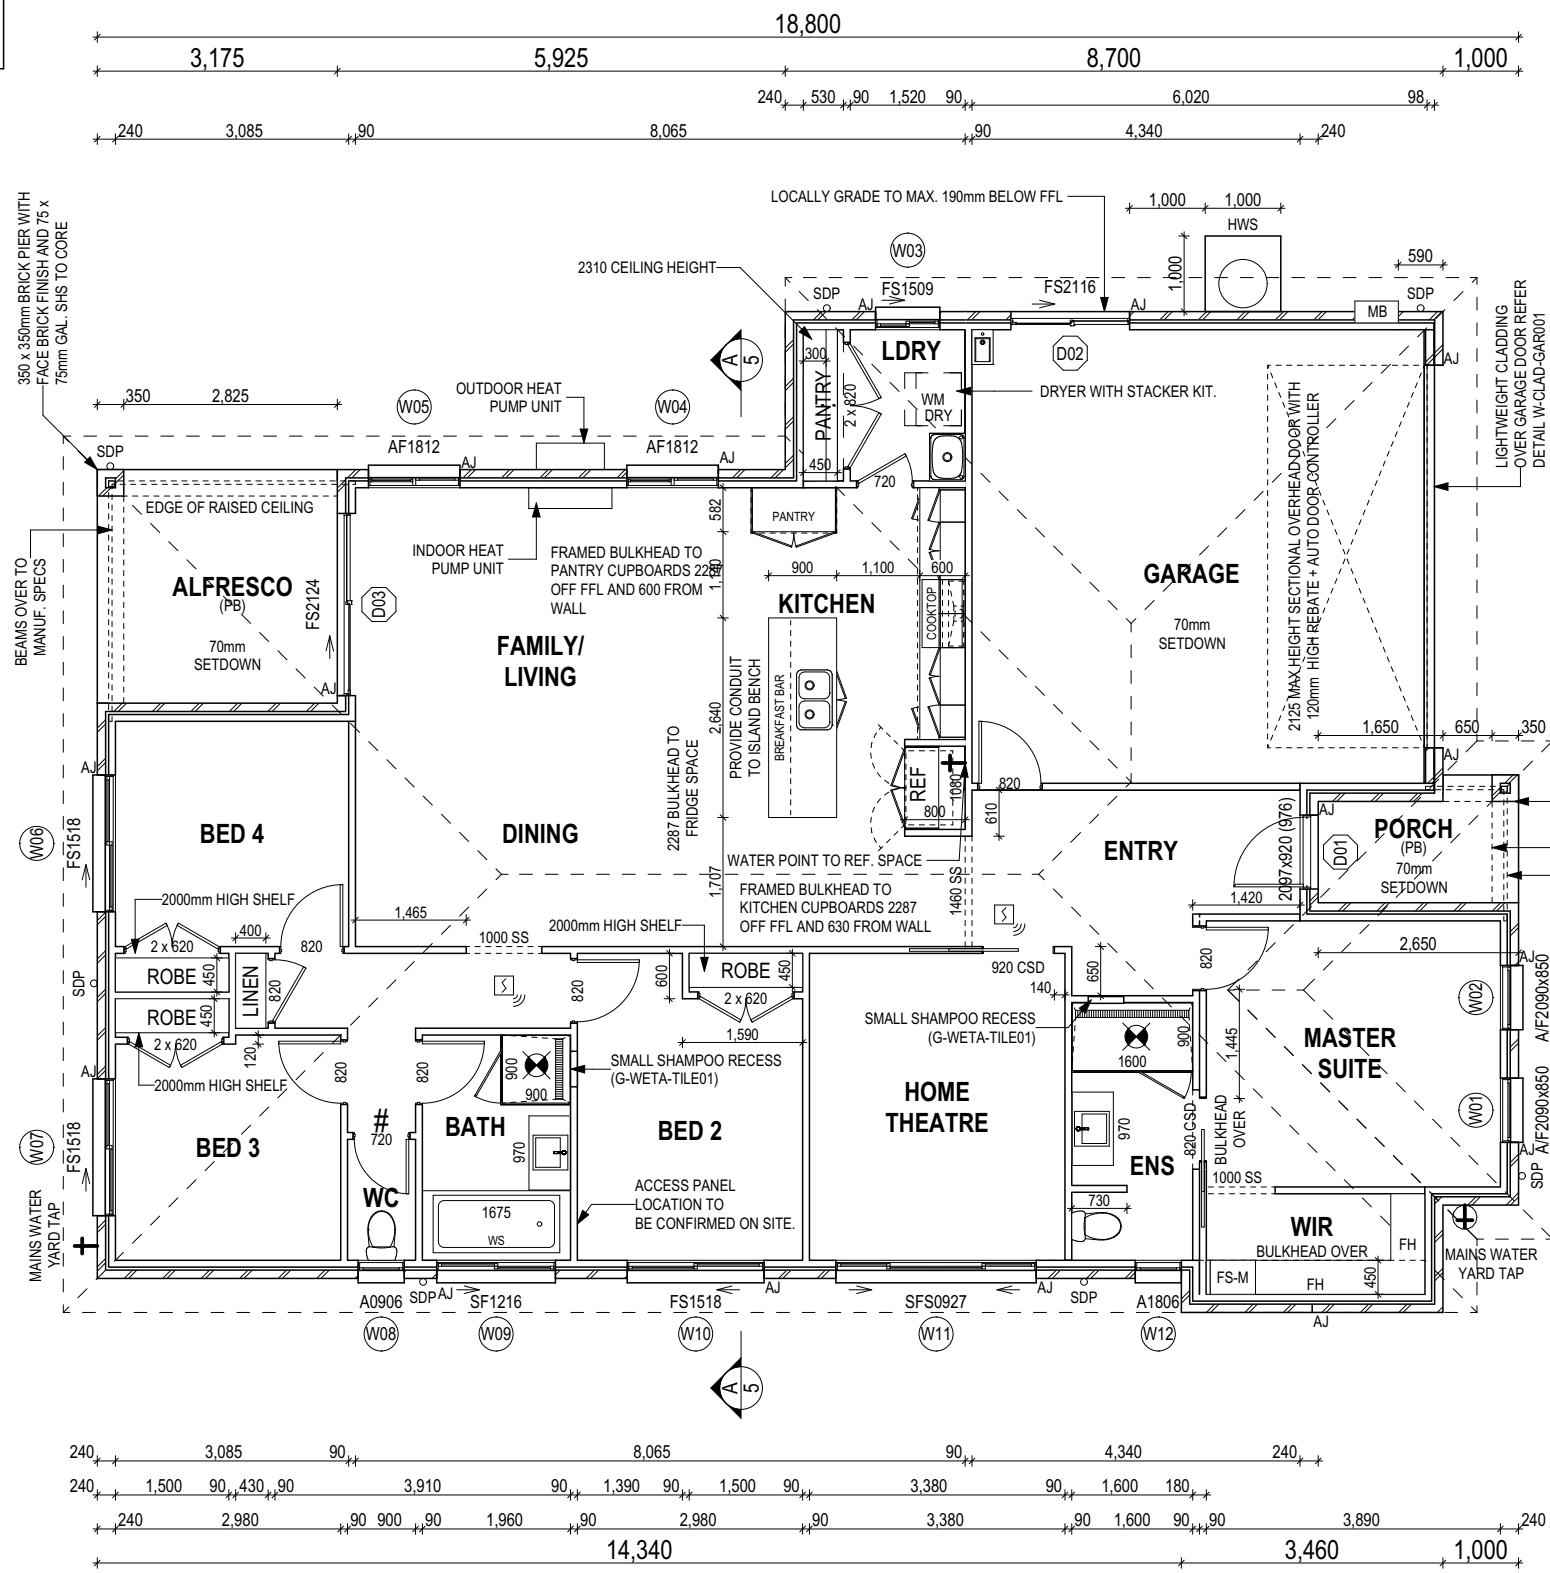 18,800
3,175 5,925 8,700 1,000
240 530 90 1,520 90 6,020 98
240 3,085 90 8,065 90 4,340 240
350 x 350mm BRICK PIER WITH
FACE BRICK FINISH AND 75 x
75mm GAL. SHS TO CORE
LOCALLY GRADE TO MAX. 190mm BELOW FFL
1,000 1,000
HWS
1,000
590
W03
2310 CEILING HEIGHT
SDP
AJ
FS1509
FS2116
AJ
MB
SDP
LIGHTWEIGHT CLADDING
OVER GARAGE DOOR REFER
DETAIL W-CLAD-GAR001
A
5
300
PANTRY
2 x 820
450
LDRY
WM
DRY
D02
DRYER WITH STACKER KIT.
AJ
350 2,825
W05
OUTDOOR HEAT
PUMP UNIT
W04
SDP
AF1812
AJ
AF1812
AJ
720
EDGE OF RAISED CEILING
582
PANTRY
2125 MAX HEIGHT SECTIONAL OVERHEAD DOOR WITH
120mm HIGH REBATE + AUTO DOOR CONTROLLER
BEAMS OVER TO
MANUF. SPECS
ALFRESCO
(PB)
70mm
SETDOWN
FS2124
D03
AJ
INDOOR HEAT
PUMP UNIT
FRAMED BULKHEAD TO
PANTRY CUPBOARDS 2287
OFF FFL AND 600 FROM
WALL
900 1,100 600
KITCHEN
COOKTOP
GARAGE
70mm
SETDOWN
FAMILY/
LIVING
PROVIDE CONDUIT
TO ISLAND BENCH
BREAKFAST BAR
2,640
2287 BULKHEAD TO
FRIDGE SPACE
1,650 650 350
AJ
AJ
REF
1080
800
820
610
W06
FS1518
BED 4
DINING
ENTRY
2097x920 (976)
AJ
D01
PORCH
(PB)
70mm
SETDOWN
WATER POINT TO REF. SPACE
1,707
1460 SS
FRAMED BULKHEAD TO
KITCHEN CUPBOARDS 2287
OFF FFL AND 630 FROM WALL
2000mm HIGH SHELF
1,465
2000mm HIGH SHELF
1,420
400
2 x 620
820
1000 SS
2,650
SDP
ROBE
450
LINEN
820
820
600
ROBE
450
2 x 620
920 CSD
650
140
820
AJ
W02
A/F2090x850
ROBE
450
2 x 620
120
1,590
SMALL SHAMPOO RECESS
(G-WETA-TILE01)
900
1600
1,445
MASTER
SUITE
AJ
2000mm HIGH SHELF
820
820
900
900
SMALL SHAMPOO RECESS
(G-WETA-TILE01)
HOME
THEATRE
W01
A/F2090x850
W07
FS1518
BED 3
#
720
BATH
970
BED 2
970
820 CSD
BULKHEAD
OVER
AJ
SDP
ENS
1000 SS
MAINS WATER
YARD TAP
WC
1675
WS
ACCESS PANEL
LOCATION TO
BE CONFIRMED ON SITE.
730
WIR
BULKHEAD OVER
FH
FS-M
FH
450
MAINS WATER
YARD TAP
A0906
SDP
AJ
SF1216
FS1518
AJ
SFS0927
AJ
SDP
A1806
AJ
W08
W09
W10
W11
W12
A
5
240 3,085 90 8,065 90 4,340 240
240 1,500 90 430 90 3,910 90 1,390 90 1,500 90 3,380 90 1,600 180
240 2,980 90 900 90 1,960 90 2,980 90 3,380 90 1,600 90 90 3,890 240
14,340 3,460 1,000